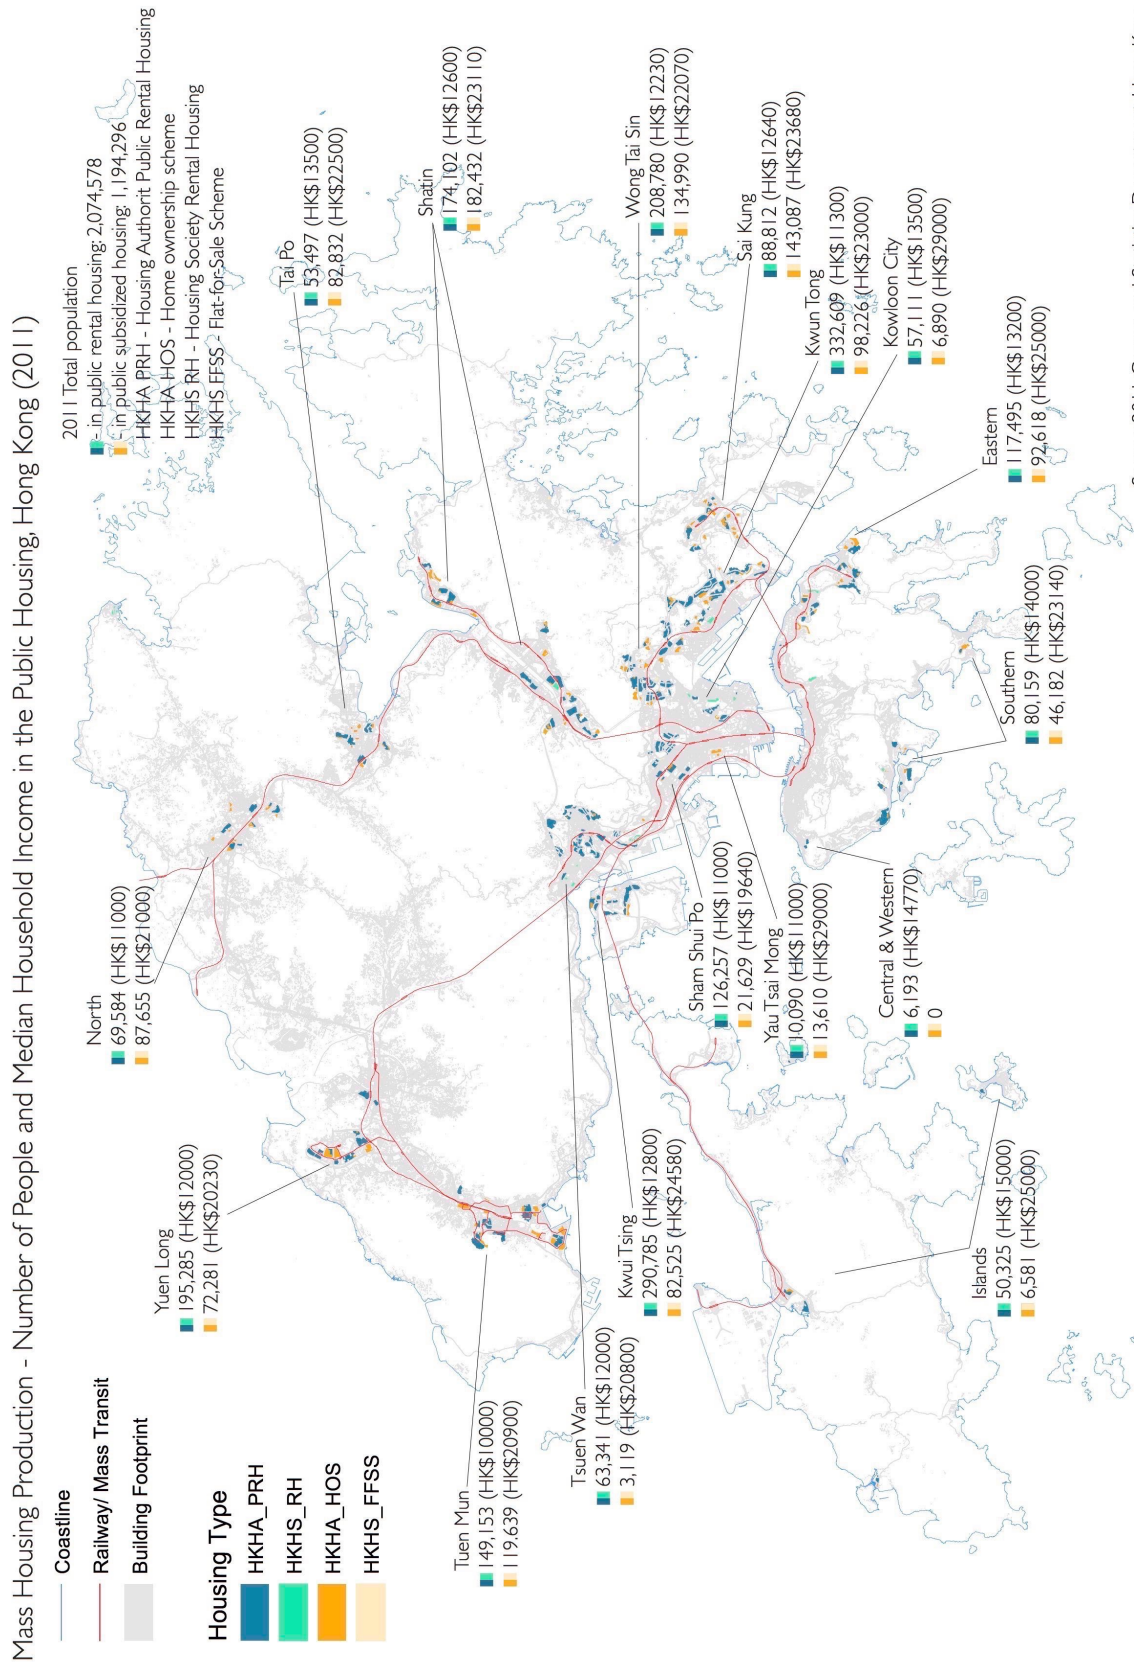 Mass Housing Production - Number of People and Median Household Income in the Public Housing, Hong Kong (2011)
Coastline
Railway/ Mass Transit
Building Footprint
Housing Type
HKHA_PRH
HKHS_RH
HKHA_HOS
HKHS_FFSS
2011 Total population
- in public rental housing: 2,074,578
- in public subsidized housing: 1,194,296
HKHA PRH - Housing Authorit Public Rental Housing
HKHA HOS - Home ownership scheme
HKHS RH - Housing Society Rental Housing
HKHS FFSS - Flat-for-Sale Scheme
North
69,584 (HK$11000)
87,655 (HK$21000)
Tai Po
53,497 (HK$13500)
82,832 (HK$22500)
Yuen Long
195,285 (HK$12000)
72,281 (HK$20230)
Shatin
174,102 (HK$12600)
182,432 (HK$23110)
Tuen Mun
149,153 (HK$10000)
119,639 (HK$20900)
Tsuen Wan
63,341 (HK$12000)
3,119 (HK$20800)
Kwui Tsing
290,785 (HK$12800)
82,525 (HK$24580)
Wong Tai Sin
208,780 (HK$12230)
134,990 (HK$22070)
Sham Shui Po
126,257 (HK$11000)
21,629 (HK$19640)
Sai Kung
88,812 (HK$12640)
143,087 (HK$23680)
Yau Tsai Mong
10,090 (HK$11000)
13,610 (HK$29000)
Kwun Tong
332,609 (HK$11300)
98,226 (HK$23000)
Kowloon City
57,111 (HK$13500)
6,890 (HK$29000)
Central & Western
6,193 (HK$14770)
0
Islands
50,325 (HK$15000)
6,581 (HK$25000)
Eastern
117,495 (HK$13200)
92,618 (HK$25000)
Southern
80,159 (HK$14000)
46,182 (HK$23140)